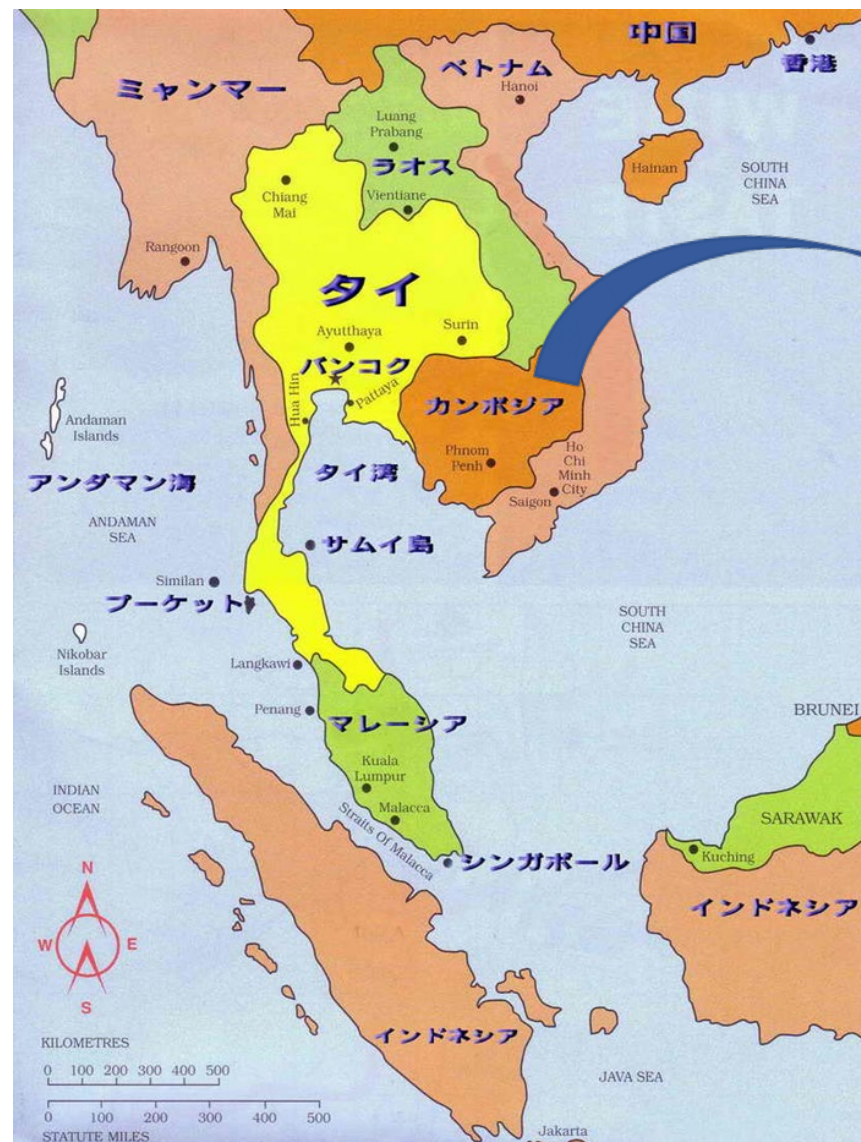 中国
香港
ベトナム
Hanoi
ミャンマー
Luang
Prabang
ラオス
Hainan
SOUTH
CHINA
SEA
Chiang
Mai
Vientiane
Rangoon
タイ
Ayutthaya
Surin
バンコク
Hua Hin
Pattaya
カンボジア
Andaman
Islands
Phnom
Penh
Ho
Chi
Minh
City
Saigon
タイ湾
アンダマン海
ANDAMAN
SEA
サムイ島
Similan
プーケット
SOUTH
CHINA
SEA
Nikobar
Islands
Langkawi
Penang
マレーシア
BRUNEI
Kuala
Lumpur
INDIAN
OCEAN
Malacca
Straits Of Malacca
SARAWAK
Kuching
シンガポール
インドネシア
N
W
E
S
インドネシア
KILOMETRES
0 100 200 300 400 500
JAVA SEA
0 100 200 300 400 500
STATUTE MILES
Jakarta